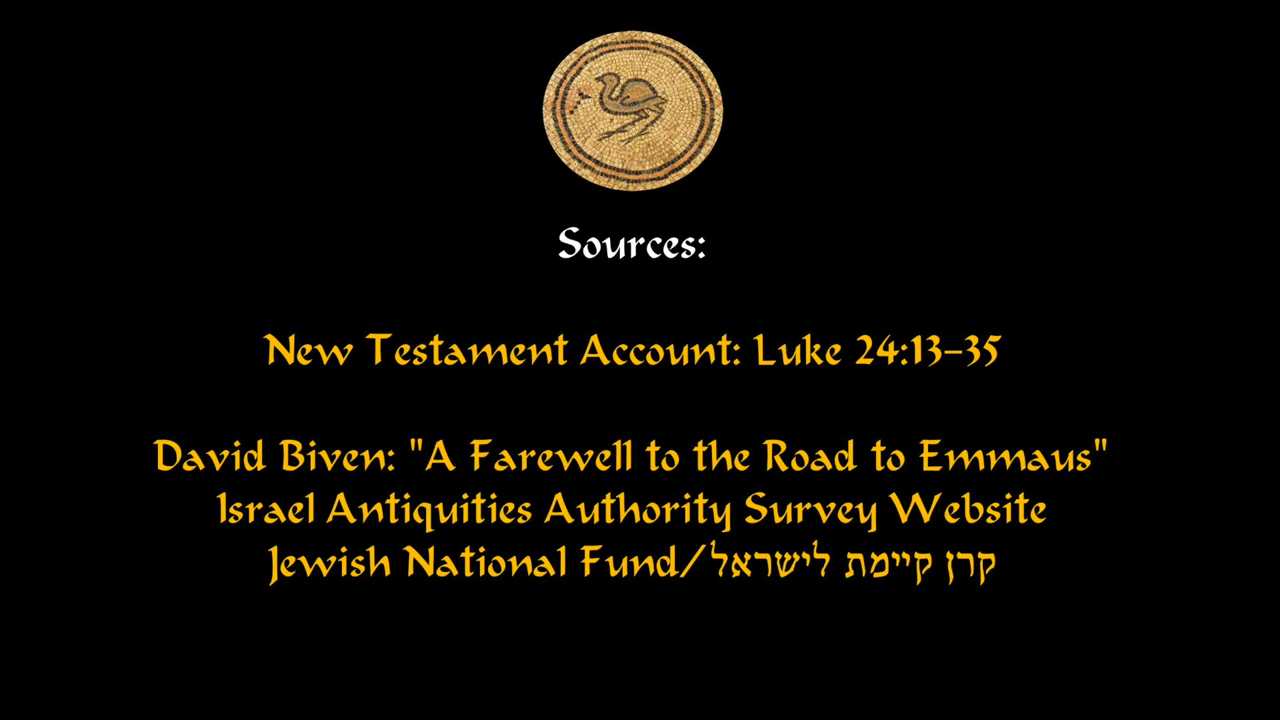 Sources:
New Testament Account: Luke 24:13-35
David Biven: "A Farewell to the Road to Emmaus"
Israel Antiquities Authority Survey Website
Jewish National Fund/קרן קיימת לישראל